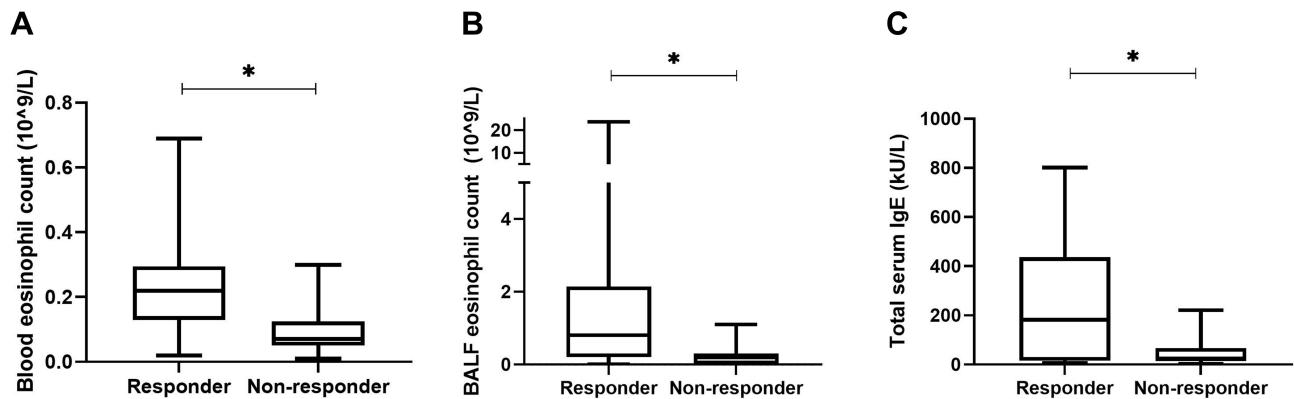 A
Blood eosinophil count (10^9/L)
*
0.8
0.6
0.4
0.2
0.0
Responder Non-responder
B
BALF eosinophil count (10^9/L)
*
20
10
4
2
0
Responder Non-responder
C
Total serum IgE (kU/L)
*
1000
800
600
400
200
0
Responder Non-responder